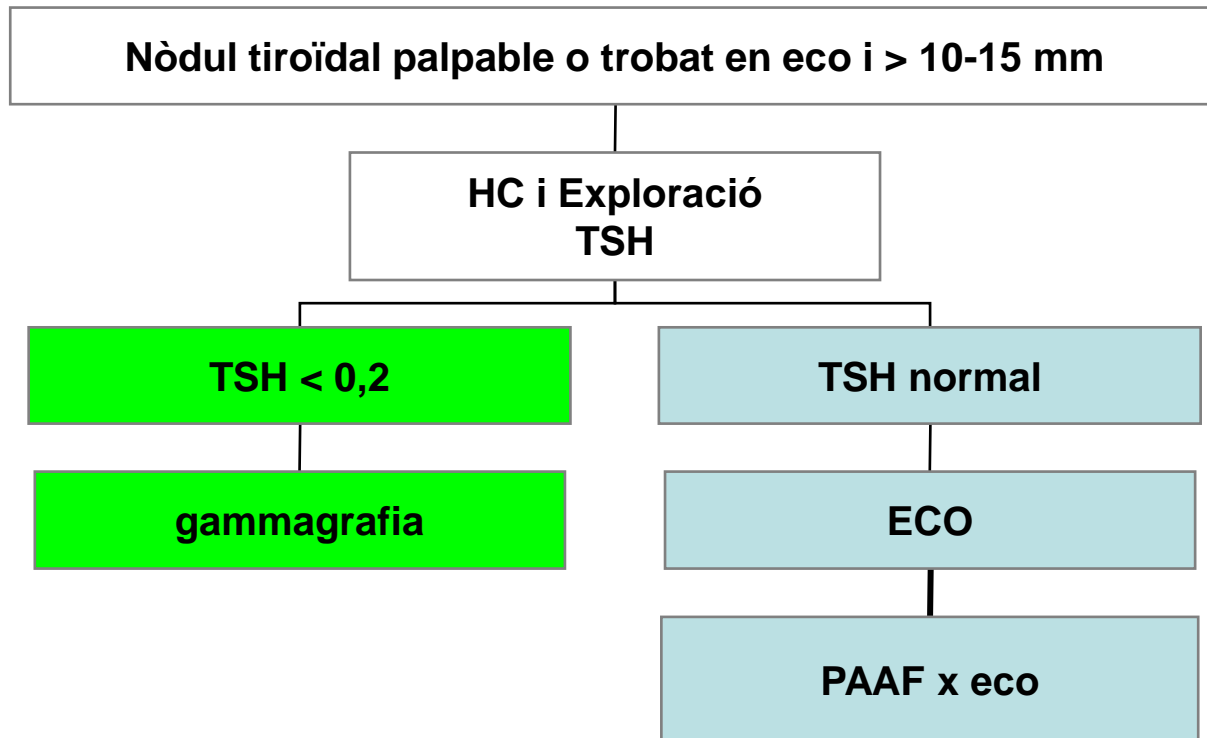 Nòdul tiroïdal palpable o trobat en eco i > 10-15 mm
HC i Exploració
TSH
TSH < 0,2
TSH normal
gammagrafia
ECO
PAAF x eco